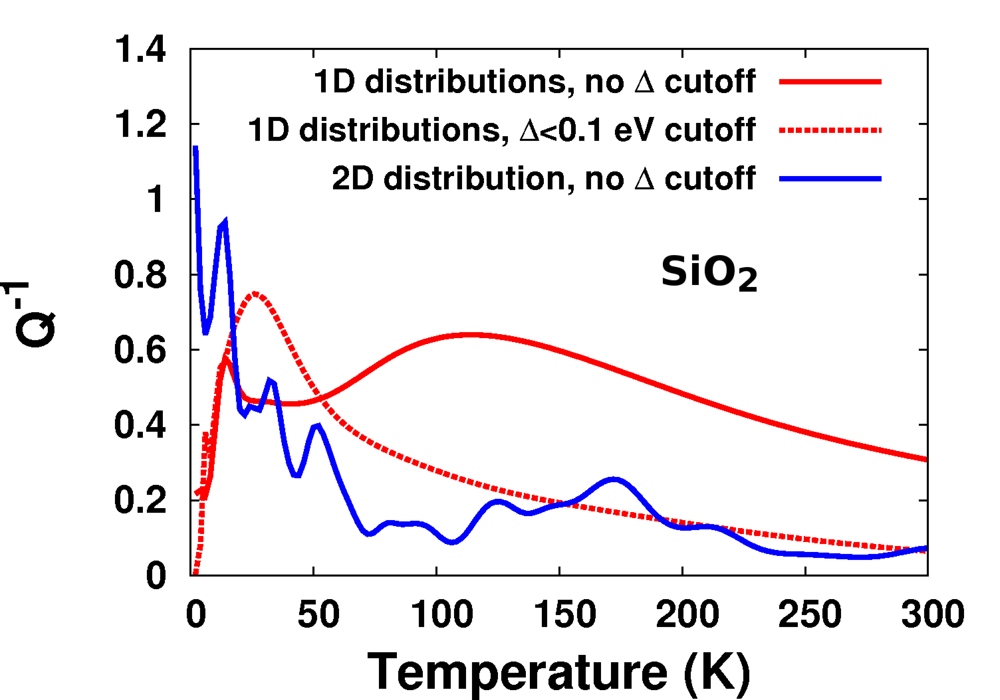 1.4
1D distributions, no Δ cutoff
1.2
1D distributions, Δ<0.1 eV cutoff
2D distribution, no Δ cutoff
1
0.8
SiO₂
Q⁻¹
0.6
0.4
0.2
0
0 50 100 150 200 250 300
Temperature (K)